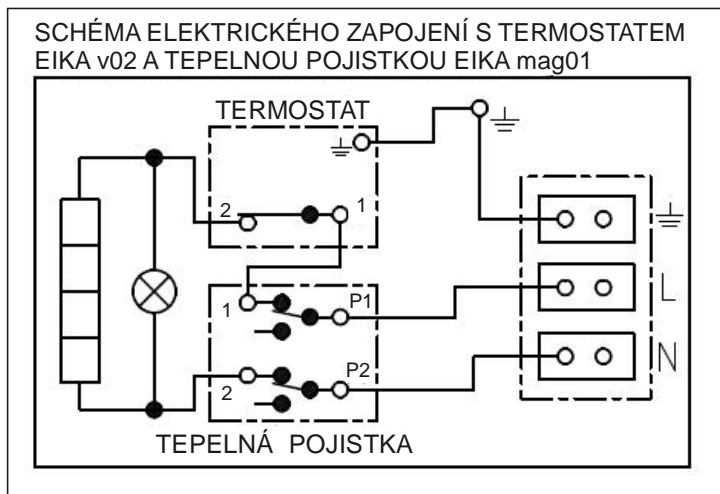 SCHÉMA ELEKTRICKÉHO ZAPOJENÍ S TERMOSTATEM
EIKA v02 A TEPELNOU POJISTKOU EIKA mag01
TERMOSTAT
2
1
1
P1
L
2
P2
N
TEPELNÁ POJISTKA